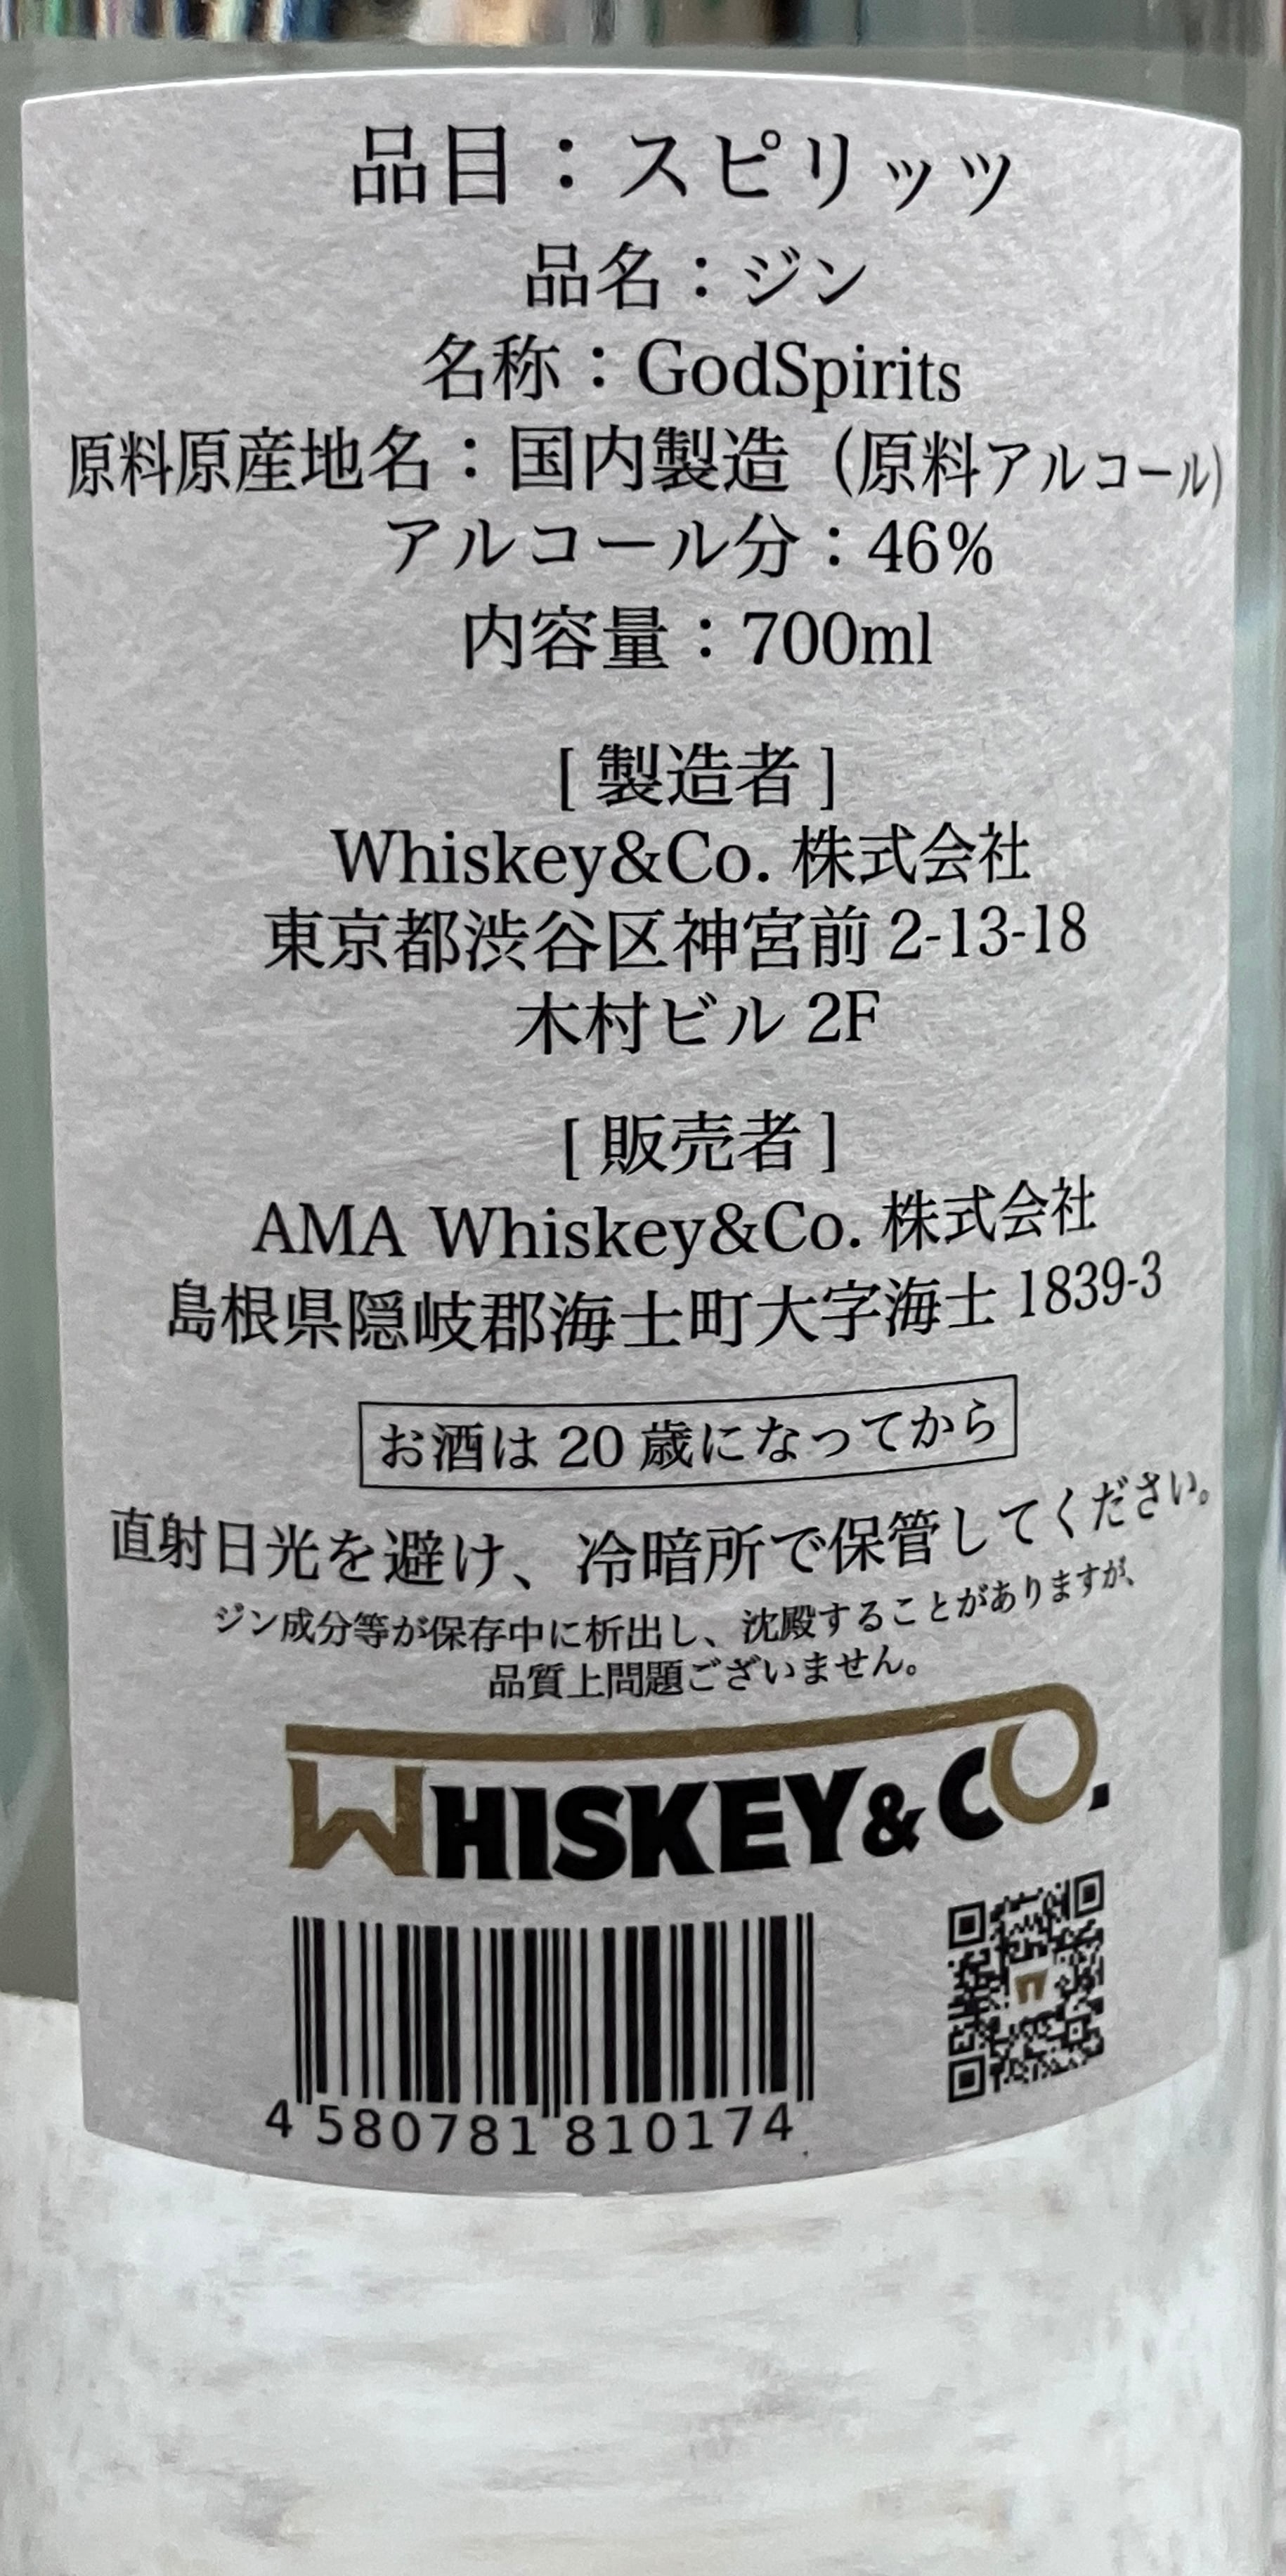 品目：スピリッツ
品名：ジン
名称：GodSpirits
原料原産地名：国内製造（原料アルコール）
アルコール分：46%
内容量：700ml
[ 製造者 ]
Whiskey&Co. 株式会社
東京都渋谷区神宮前 2-13-18
木村ビル 2F
[ 販売者 ]
AMA Whiskey&Co. 株式会社
島根県隠岐郡海士町大字海士 1839-3
お酒は 20 歳になってから
直射日光を避け、冷暗所で保管してください。
ジン成分等が保存中に析出し、沈殿することがありますが、
品質上問題ございません。
WHISKEY&CO.
4 580781 810174